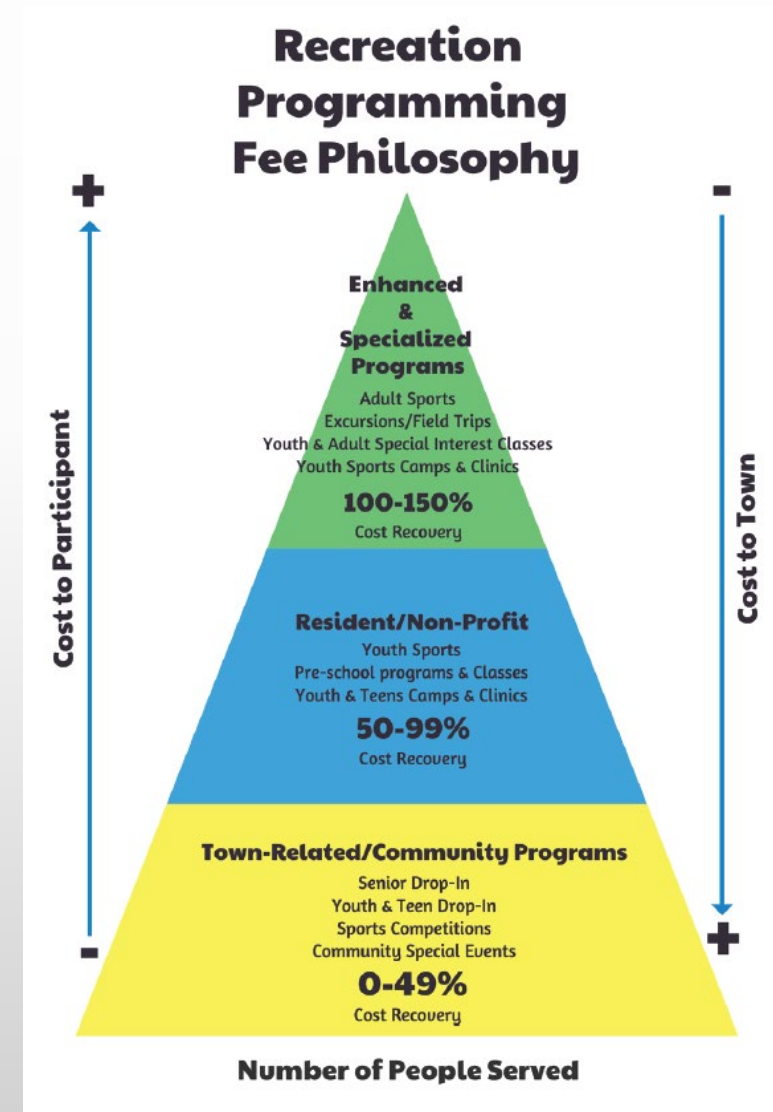 Recreation
Programming
Fee Philosophy
+
-
Enhanced
&
Specialized
Programs
Adult Sports
Excursions/Field Trips
Youth & Adult Special Interest Classes
Youth Sports Camps & Clinics
100-150%
Cost Recovery
Cost to Participant
Cost to Town
Resident/Non-Profit
Youth Sports
Pre-school programs & Classes
Youth & Teens Camps & Clinics
50-99%
Cost Recovery
Town-Related/Community Programs
Senior Drop-In
Youth & Teen Drop-In
Sports Competitions
Community Special Events
0-49%
Cost Recovery
-
+
Number of People Served